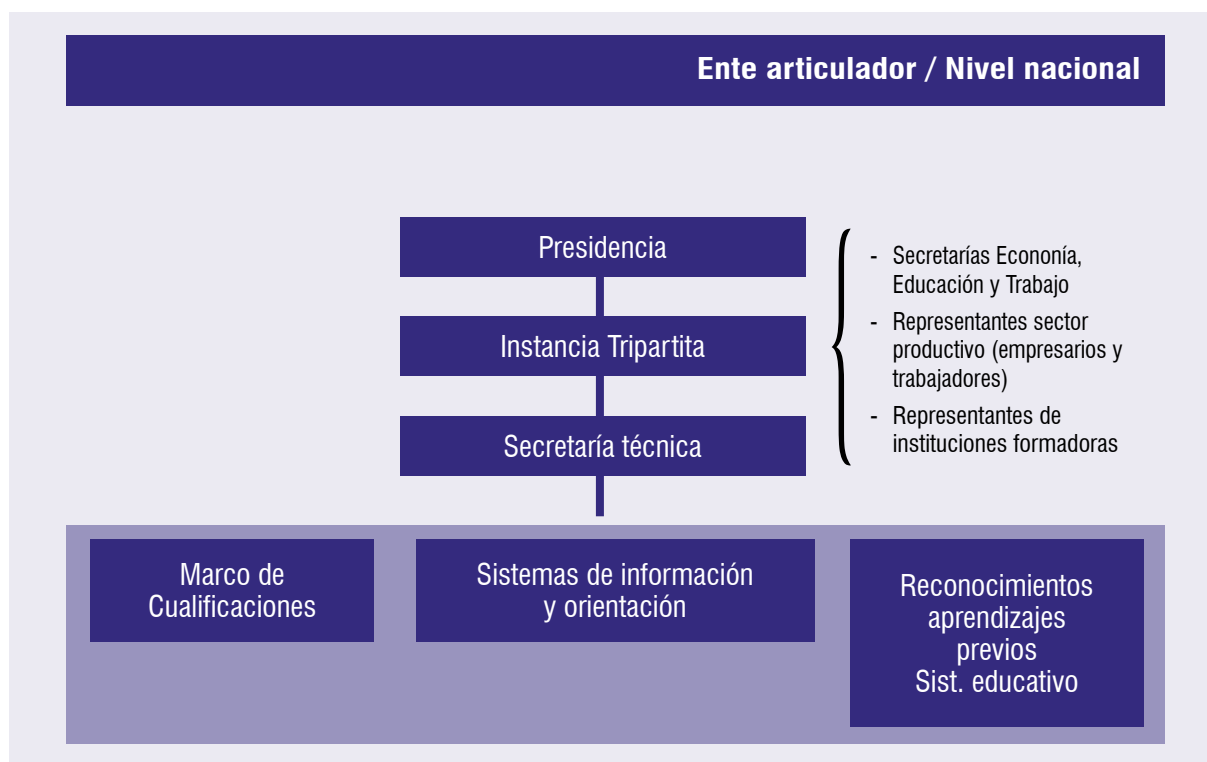 Ente articulador / Nivel nacional
Presidencia
Instancia Tripartita
Secretaría técnica
- Secretarías Econonía,
Educación y Trabajo
- Representantes sector
productivo (empresarios y
trabajadores)
- Representantes de
instituciones formadoras
Marco de
Cualificaciones
Sistemas de información
y orientación
Reconocimientos
aprendizajes
previos
Sist. educativo